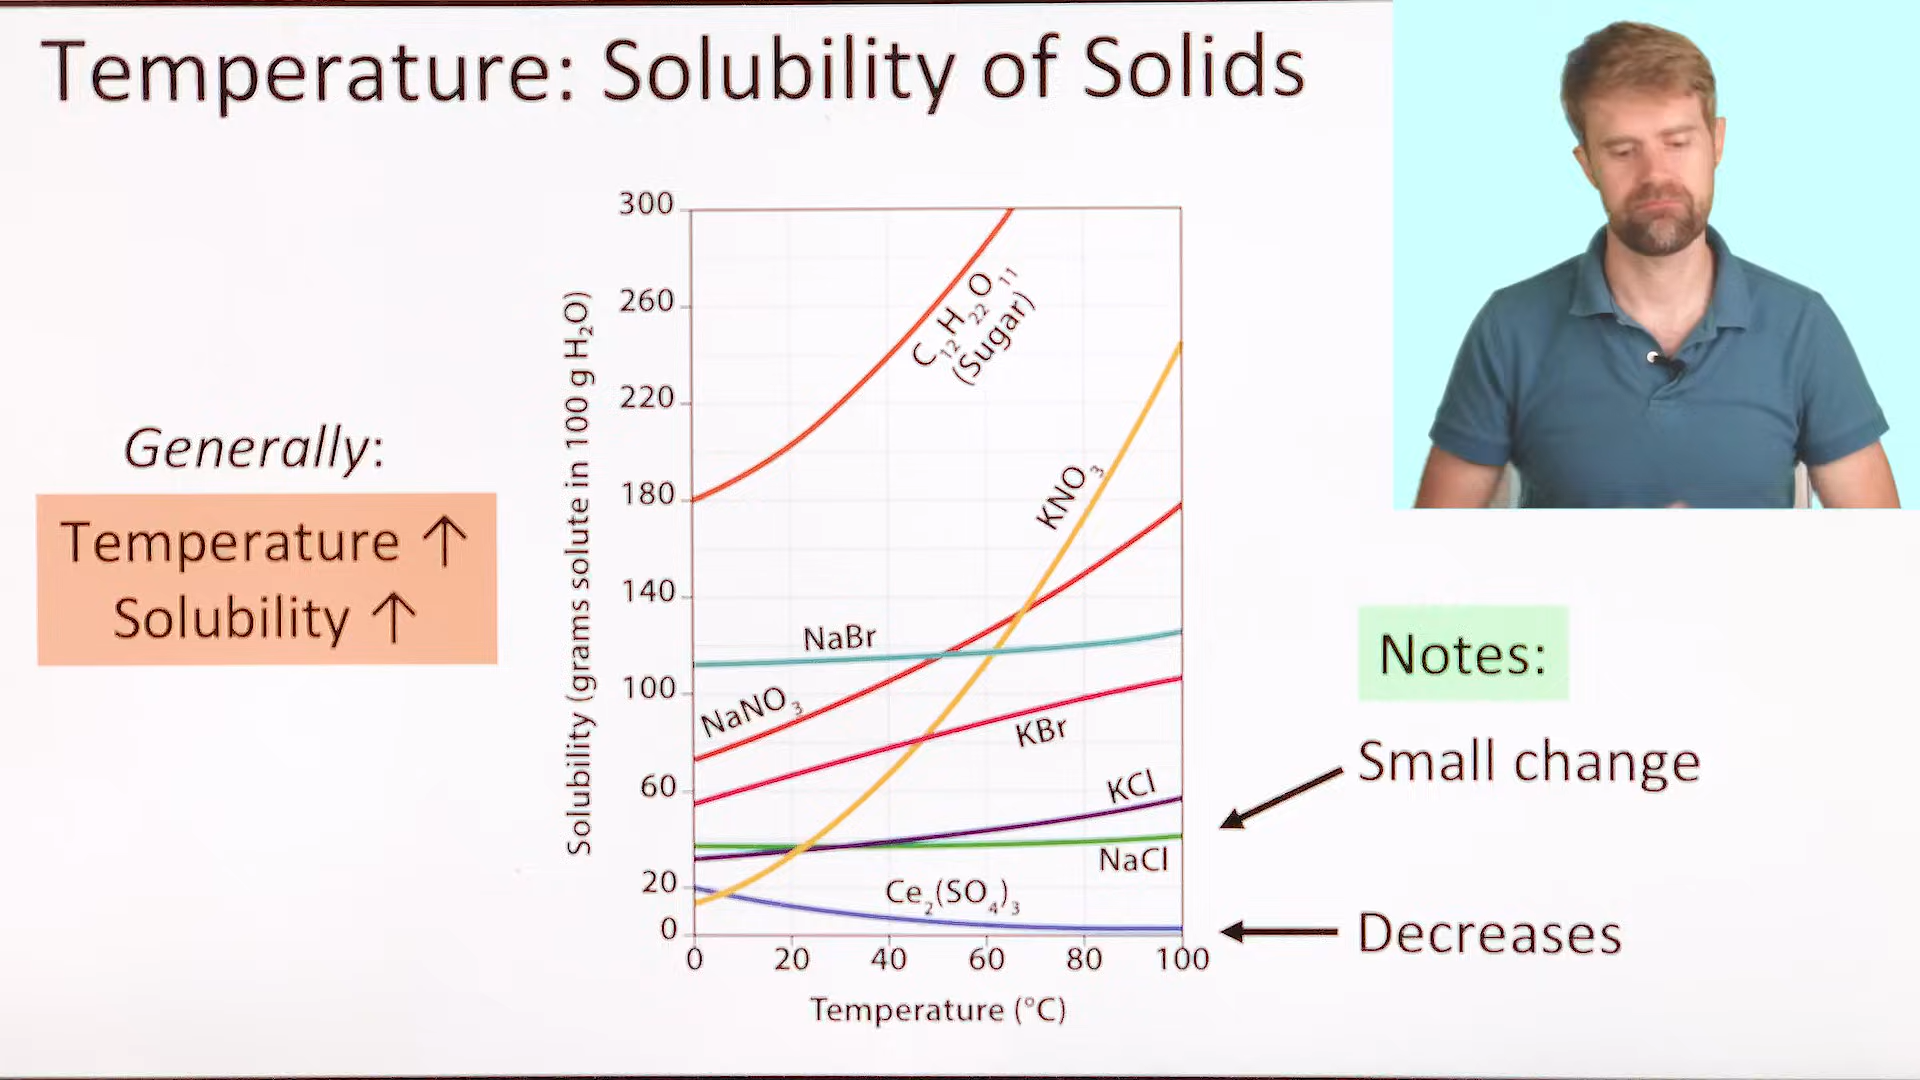 Temperature: Solubility of Solids
Generally:
Temperature ↑
Solubility ↑
Solubility (grams solute in 100 g H₂O)
300
260
220
180
140
100
60
20
0
0 20 40 60 80 100
Temperature (°C)
C₁₂H₂₂O₁₁
(Sugar)
KNO₃
NaBr
NaNO₃
KBr
KCl
NaCl
Ce₂(SO₄)₃
Notes:
Small change
Decreases